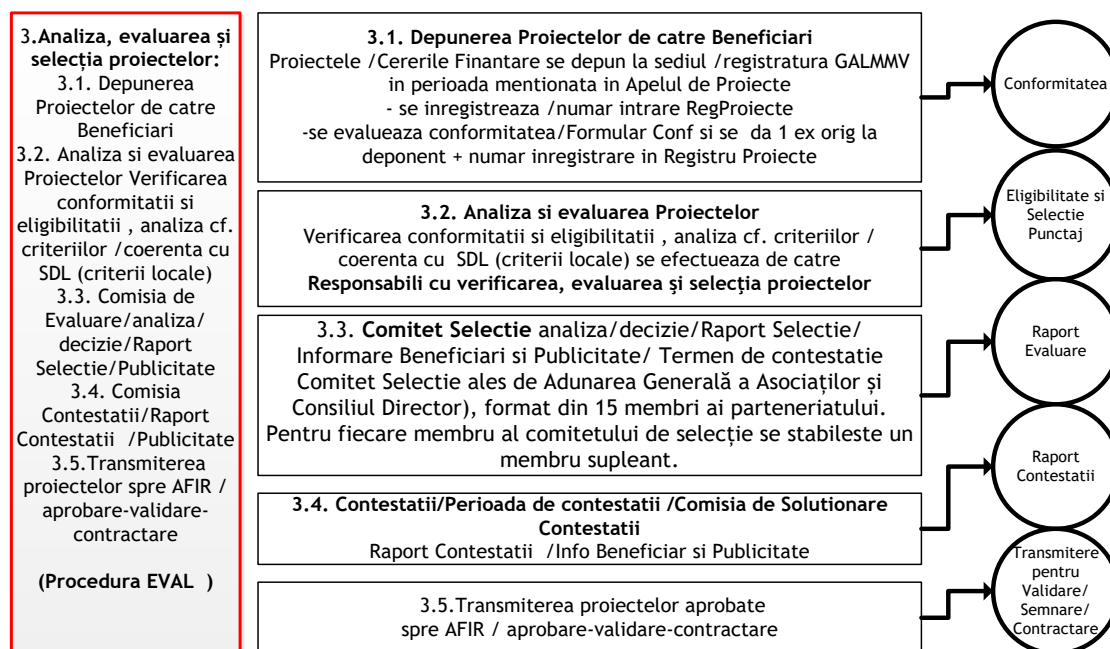 3.Analiza, evaluarea și
selecția proiectelor:
3.1. Depunerea
Proiectelor de catre
Beneficiari
3.2. Analiza si evaluarea
Proiectelor Verificarea
conformitatii si
eligibilitatii , analiza cf.
criteriilor /coerenta cu
SDL (criterii locale)
3.3. Comisia de
Evaluare/analiza/
decizie/Raport
Selectie/Publicitate
3.4. Comisia
Contestatii/Raport
Contestatii /Publicitate
3.5.Transmiterea
proiectelor spre AFIR /
aprobare-validare-
contractare
(Procedura EVAL )
3.1. Depunerea Proiectelor de catre Beneficiari
Proiectele /Cererile Finantare se depun la sediul /registratura GALMMV
in perioada mentionata in Apelul de Proiecte
- se inregistreaza /numar intrare RegProiecte
-se evalueaza conformitatea/Formular Conf si se da 1 ex orig la
deponent + numar inregistrare in Registru Proiecte
Conformitatea
3.2. Analiza si evaluarea Proiectelor
Verificarea conformitatii si eligibilitatii , analiza cf. criteriilor /
coerenta cu SDL (criterii locale) se efectueaza de catre
Responsabili cu verificarea, evaluarea și selecția proiectelor
Eligibilitate si
Selectie
Punctaj
3.3. Comitet Selectie analiza/decizie/Raport Selectie/
Informare Beneficiari si Publicitate/ Termen de contestatie
Comitet Selectie ales de Adunarea Generală a Asociaților și
Consiliul Director), format din 15 membri ai parteneriatului.
Pentru fiecare membru al comitetului de selecție se stabileste un
membru supleant.
Raport
Evaluare
3.4. Contestatii/Perioada de contestatii /Comisia de Solutionare
Contestatii
Raport Contestatii /Info Beneficiar si Publicitate
Raport
Contestatii
3.5.Transmiterea proiectelor aprobate
spre AFIR / aprobare-validare-contractare
Transmitere
pentru
Validare/
Semnare/
Contractare